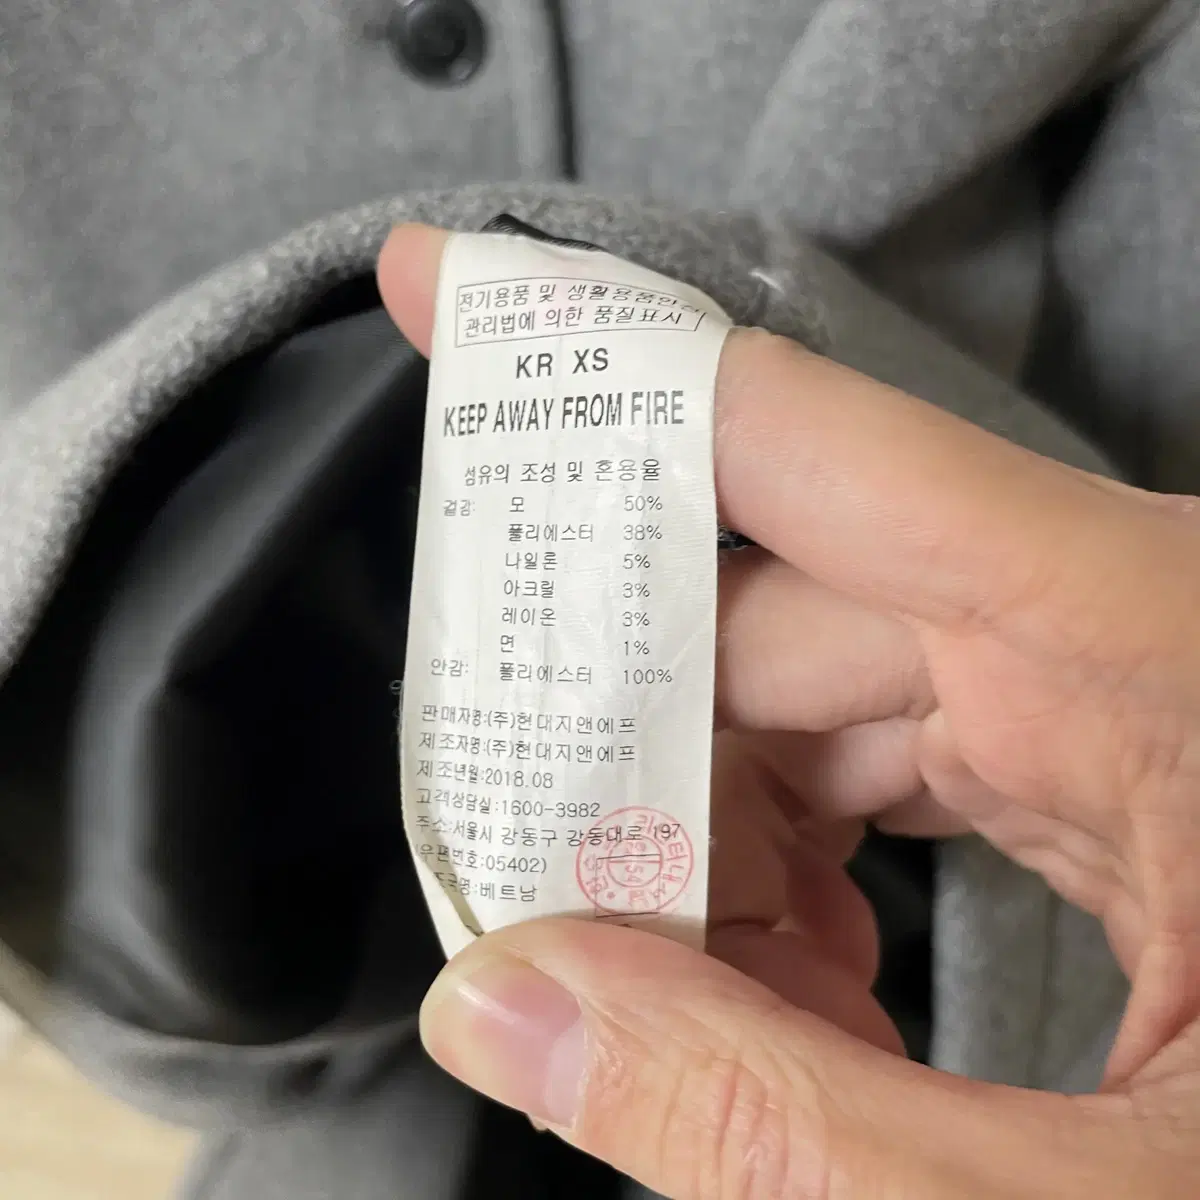 전기용품 및 생활용품안전
관리법에 의한 품질표시
KR XS
KEEP AWAY FROM FIRE
섬유의 조성 및 혼용율
겉감: 모 50%
폴리에스터 38%
나일론 5%
아크릴 3%
레이온 3%
면 1%
안감: 폴리에스터 100%
판매자명:(주)현대지앤에프
제조자명:(주)현대지앤에프
제조년월:2018.08
고객상담실:1600-3982
주소:서울시 강동구 강동대로 197
(우편번호:05402)
베트남